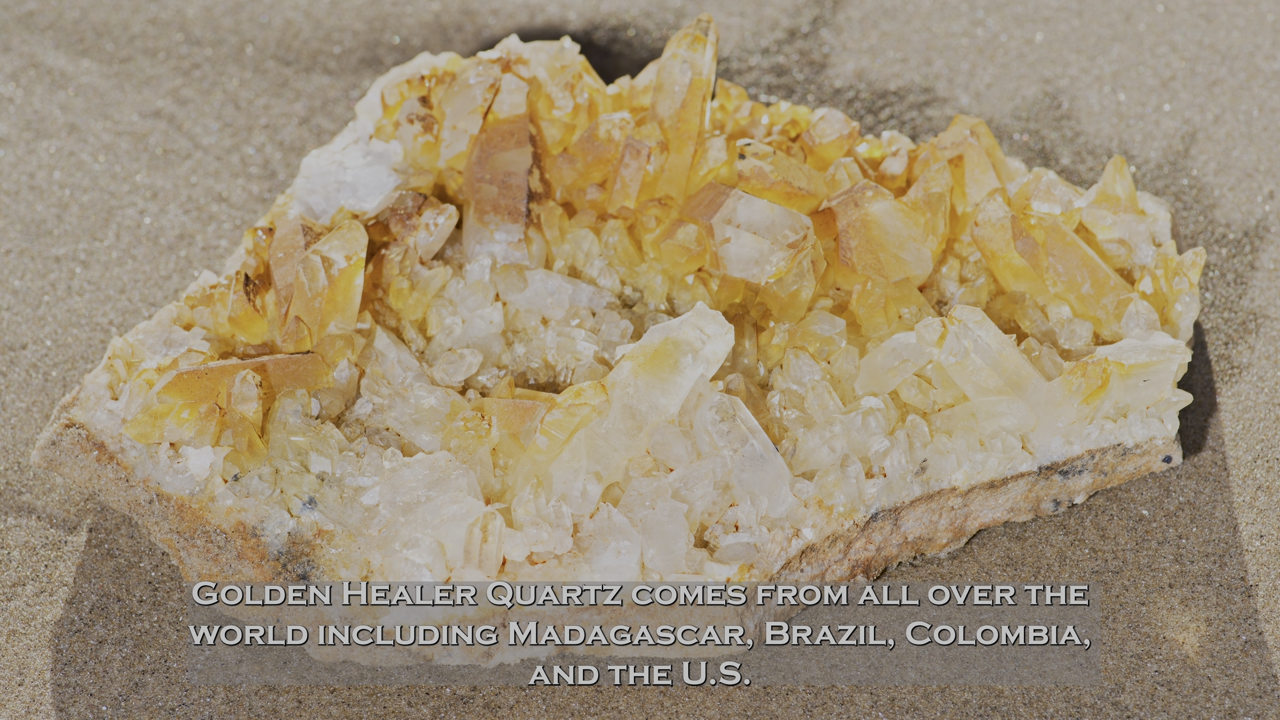 Golden Healer Quartz comes from all over the
world including Madagascar, Brazil, Colombia,
and the U.S.